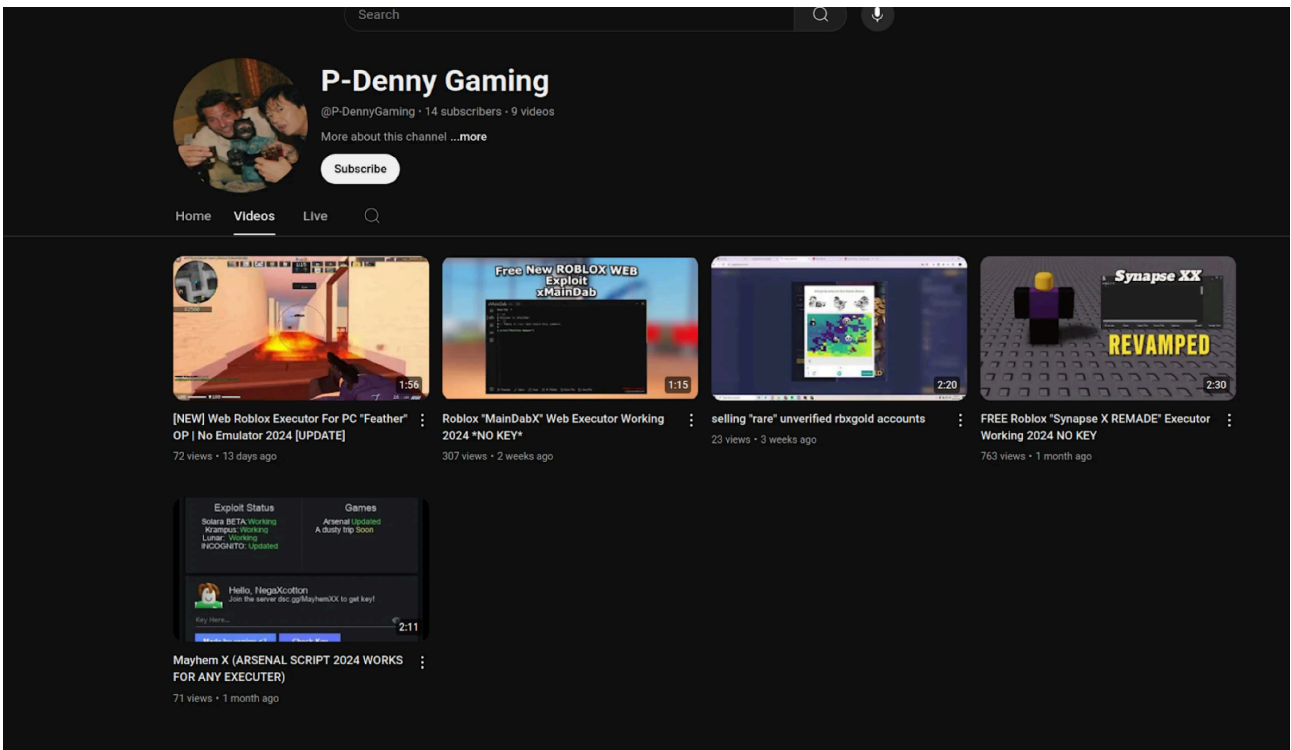 Search
P-Denny Gaming
@P-DennyGaming · 14 subscribers · 9 videos
More about this channel ...more
Subscribe
Home Videos Live
1:56
[NEW] Web Roblox Executor For PC "Feather"
OP | No Emulator 2024 [UPDATE]
72 views • 13 days ago
Free New ROBLOX WEB
Exploit
xMainDab
1:15
Roblox "MainDabX" Web Executor Working
2024 *NO KEY*
307 views • 2 weeks ago
2:20
selling "rare" unverified rbxgold accounts
23 views • 3 weeks ago
Synapse XX
REVAMPED
2:30
FREE Roblox "Synapse X REMADE" Executor
Working 2024 NO KEY
763 views • 1 month ago
Exploit Status Games
Solara BETA: Working Arsenal Updated
Krampus: Working A dusty trip Soon
Lunar: Working
INCOGNITO: Updated
Hello, NegaXcotton
Join the server dsc.gg/MayhemXX to get key!
Key Here...
2:11
Mayhem X (ARSENAL SCRIPT 2024 WORKS
FOR ANY EXECUTER)
71 views • 1 month ago